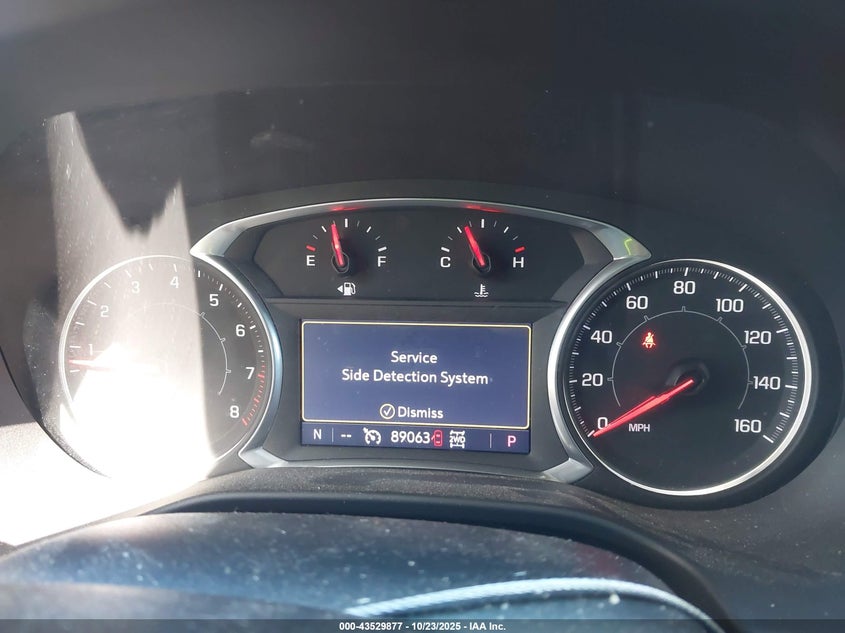 E F C H
1 2 3 4 5 6 7 8
0 20 40 60 80 100 120 140 160
MPH
Service
Side Detection System
Dismiss
N -- 89063 2WD P
000-43529877 - 10/23/2025 - IAA Inc.